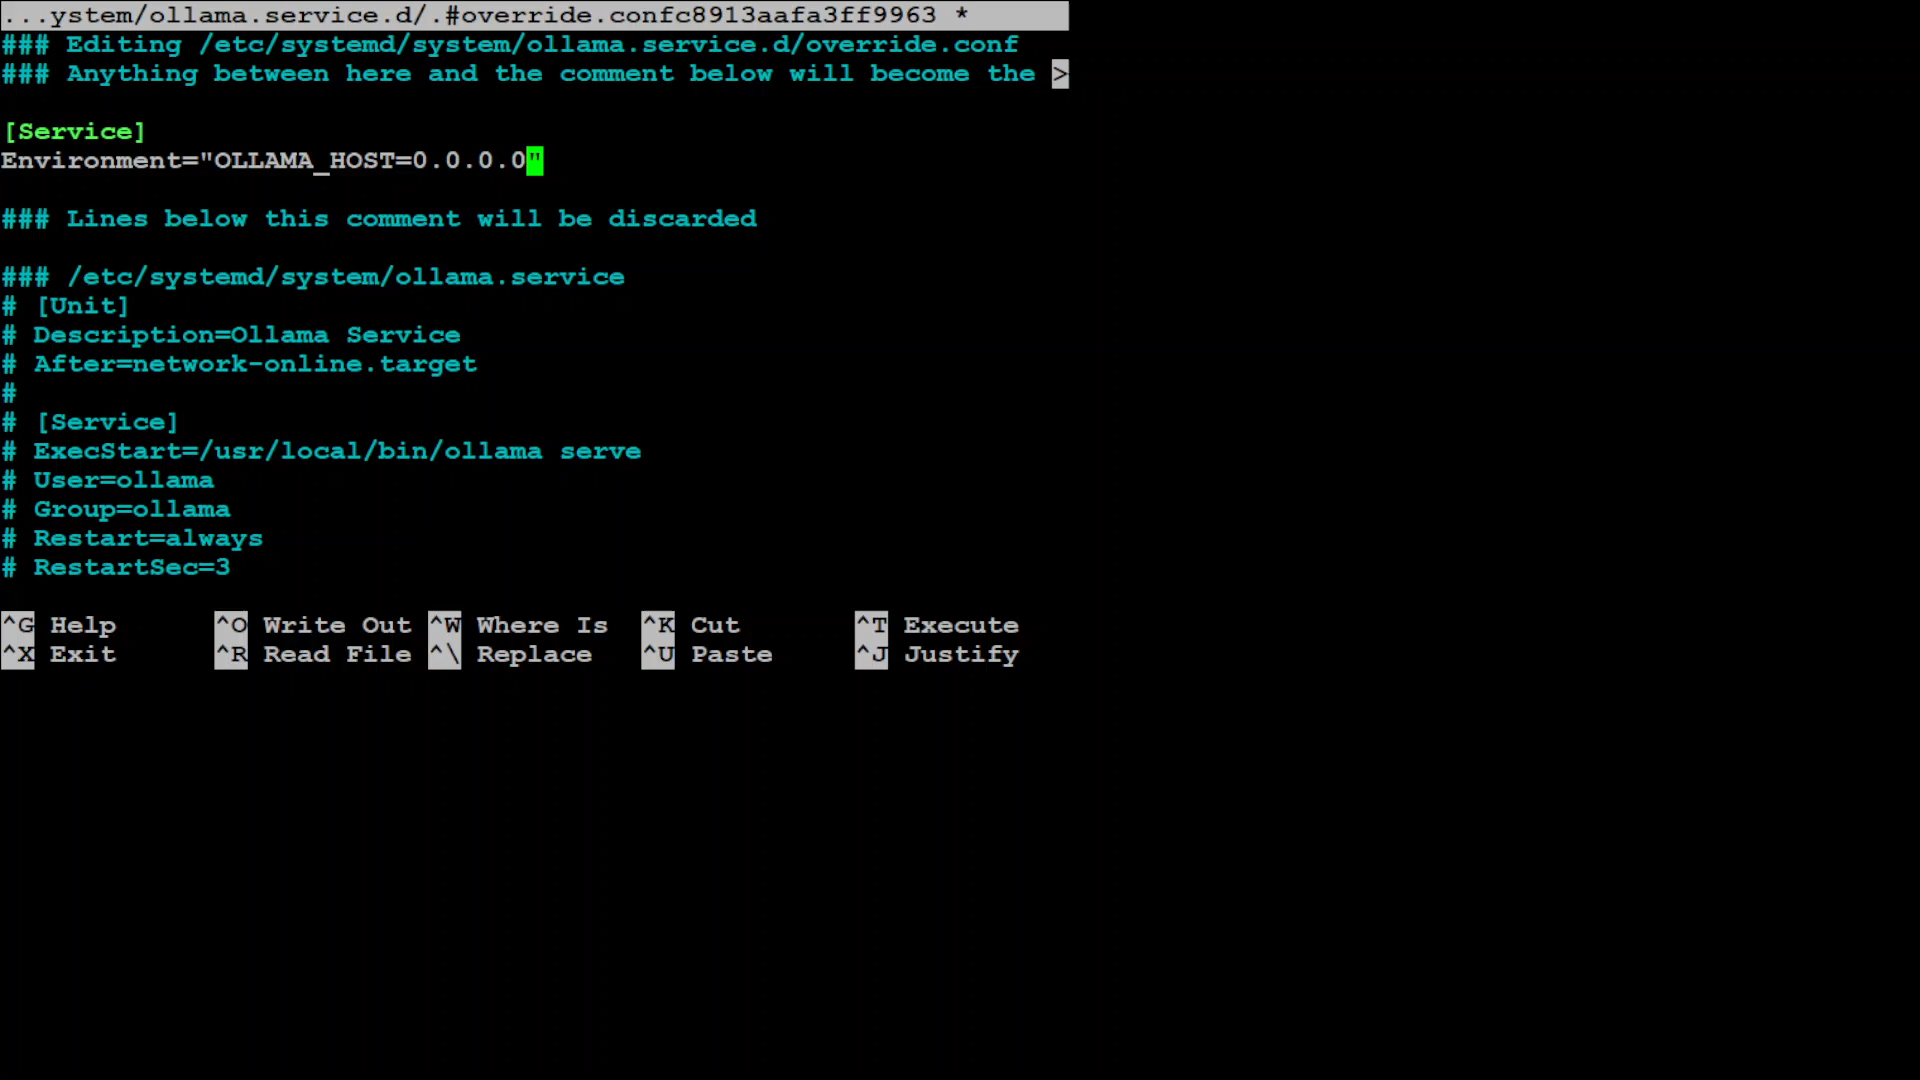 ...ystem/ollama.service.d/.#override.confc8913aafa3ff9963 *
### Editing /etc/systemd/system/ollama.service.d/override.conf
### Anything between here and the comment below will become the >
[Service]
Environment="OLLAMA_HOST=0.0.0.0"
### Lines below this comment will be discarded
### /etc/systemd/system/ollama.service
# [Unit]
# Description=Ollama Service
# After=network-online.target
#
# [Service]
# ExecStart=/usr/local/bin/ollama serve
# User=ollama
# Group=ollama
# Restart=always
# RestartSec=3
^G Help ^O Write Out ^W Where Is ^K Cut ^T Execute
^X Exit ^R Read File ^\ Replace ^U Paste ^J Justify